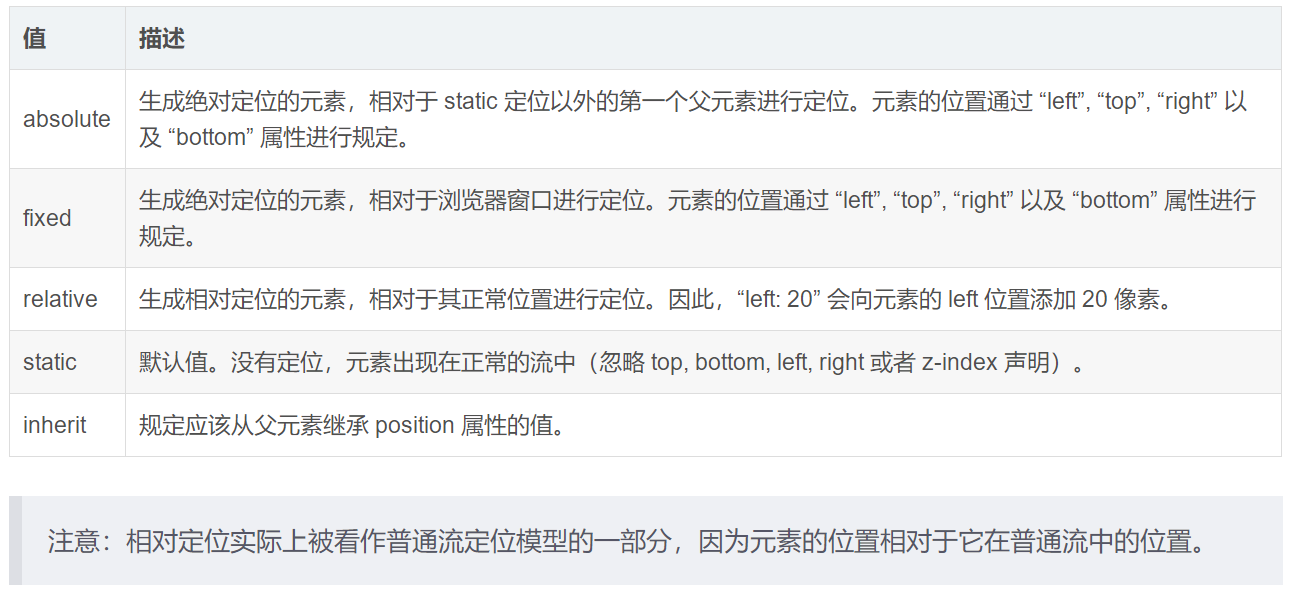 值 描述
absolute
生成绝对定位的元素，相对于 static 定位以外的第一个父元素进行定位。元素的位置通过 “left”, “top”, “right” 以
及 “bottom” 属性进行规定。
fixed
生成绝对定位的元素，相对于浏览器窗口进行定位。元素的位置通过 “left”, “top”, “right” 以及 “bottom” 属性进行
规定。
relative 生成相对定位的元素，相对于其正常位置进行定位。因此，“left: 20” 会向元素的 left 位置添加 20 像素。
static 默认值。没有定位，元素出现在正常的流中（忽略 top, bottom, left, right 或者 z-index 声明）。
inherit 规定应该从父元素继承 position 属性的值。
注意：相对定位实际上被看作普通流定位模型的一部分，因为元素的位置相对于它在普通流中的位置。